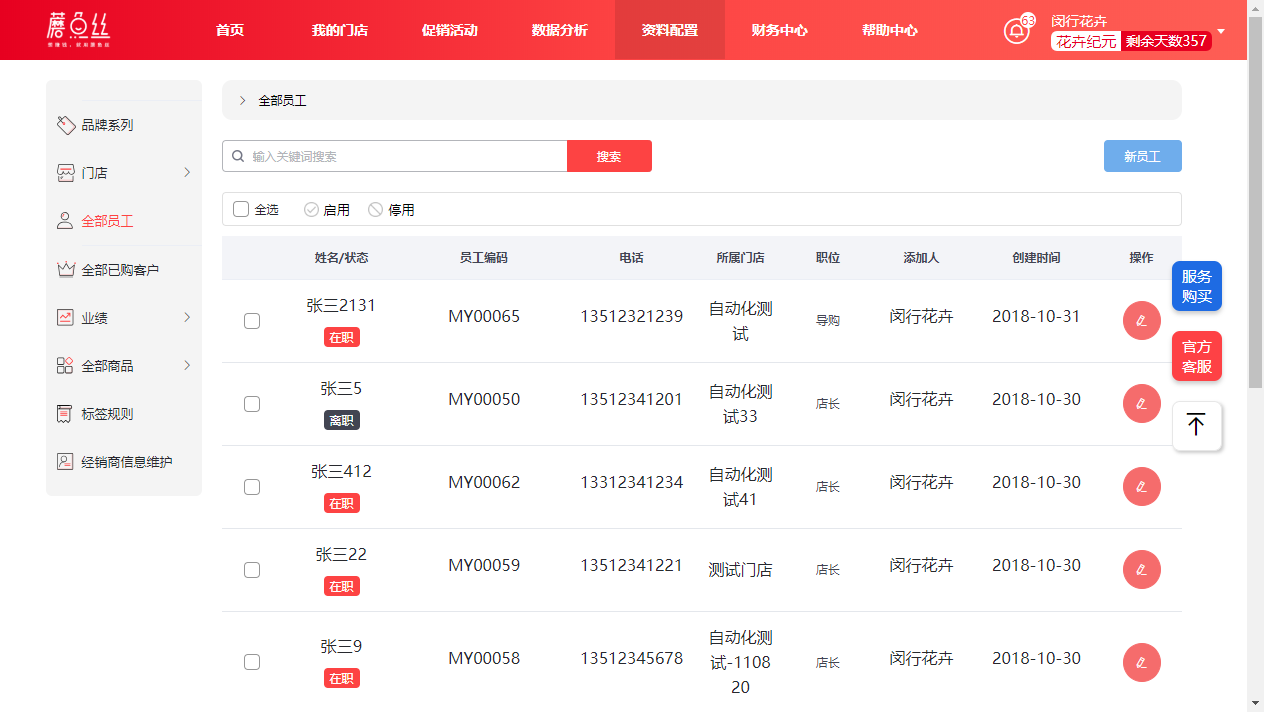 蘑点丝
首页 我的门店 促销活动 数据分析 资料配置 财务中心 帮助中心
63
闵行花卉
花卉纪元 剩余天数357
品牌系列
门店
全部员工
全部已购客户
业绩
全部商品
标签规则
经销商信息维护
全部员工
输入关键词搜索 搜索 新员工
全选 启用 停用
姓名/状态 员工编码 电话 所属门店 职位 添加人 创建时间 操作
张三2131
在职
MY00065 13512321239
自动化测
试
导购 闵行花卉 2018-10-31
张三5
离职
MY00050 13512341201
自动化测
试33
店长 闵行花卉 2018-10-30
张三412
在职
MY00062 13312341234
自动化测
试41
店长 闵行花卉 2018-10-30
张三22
在职
MY00059 13512341221 测试门店 店长 闵行花卉 2018-10-30
张三9
在职
MY00058 13512345678
自动化测
试-1108
20
店长 闵行花卉 2018-10-30
服务
购买
官方
客服